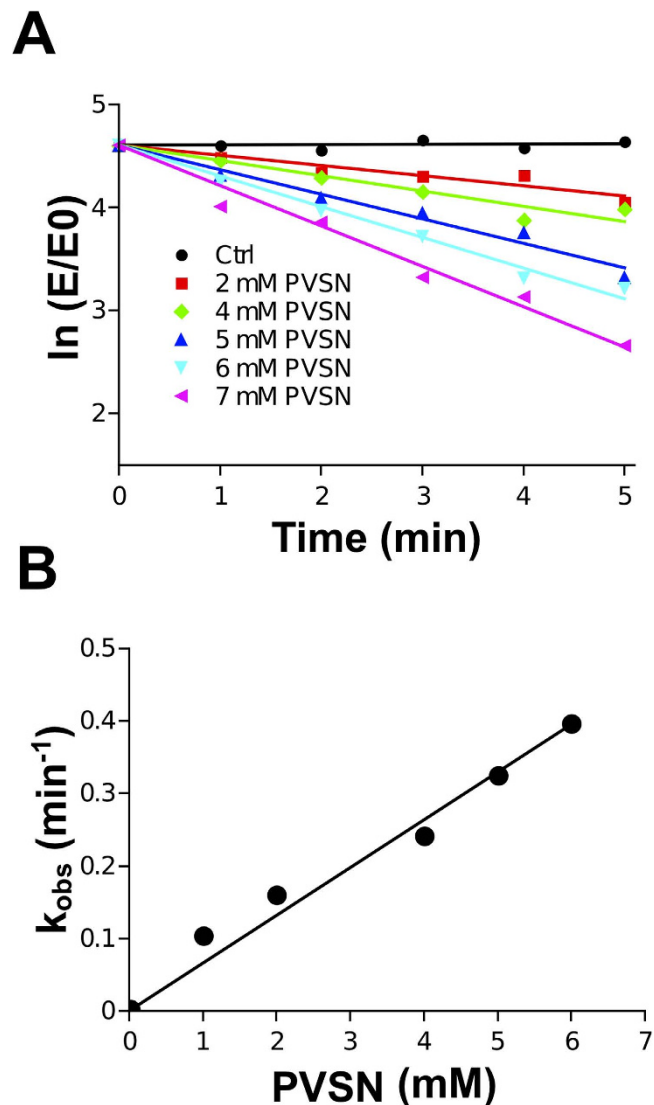 A
ln (E/E0)
5
4
3
2
Ctrl
2 mM PVSN
4 mM PVSN
5 mM PVSN
6 mM PVSN
7 mM PVSN
0 1 2 3 4 5
Time (min)
B
kobs (min-1)
0.5
0.4
0.3
0.2
0.1
0
0 1 2 3 4 5 6 7
PVSN (mM)